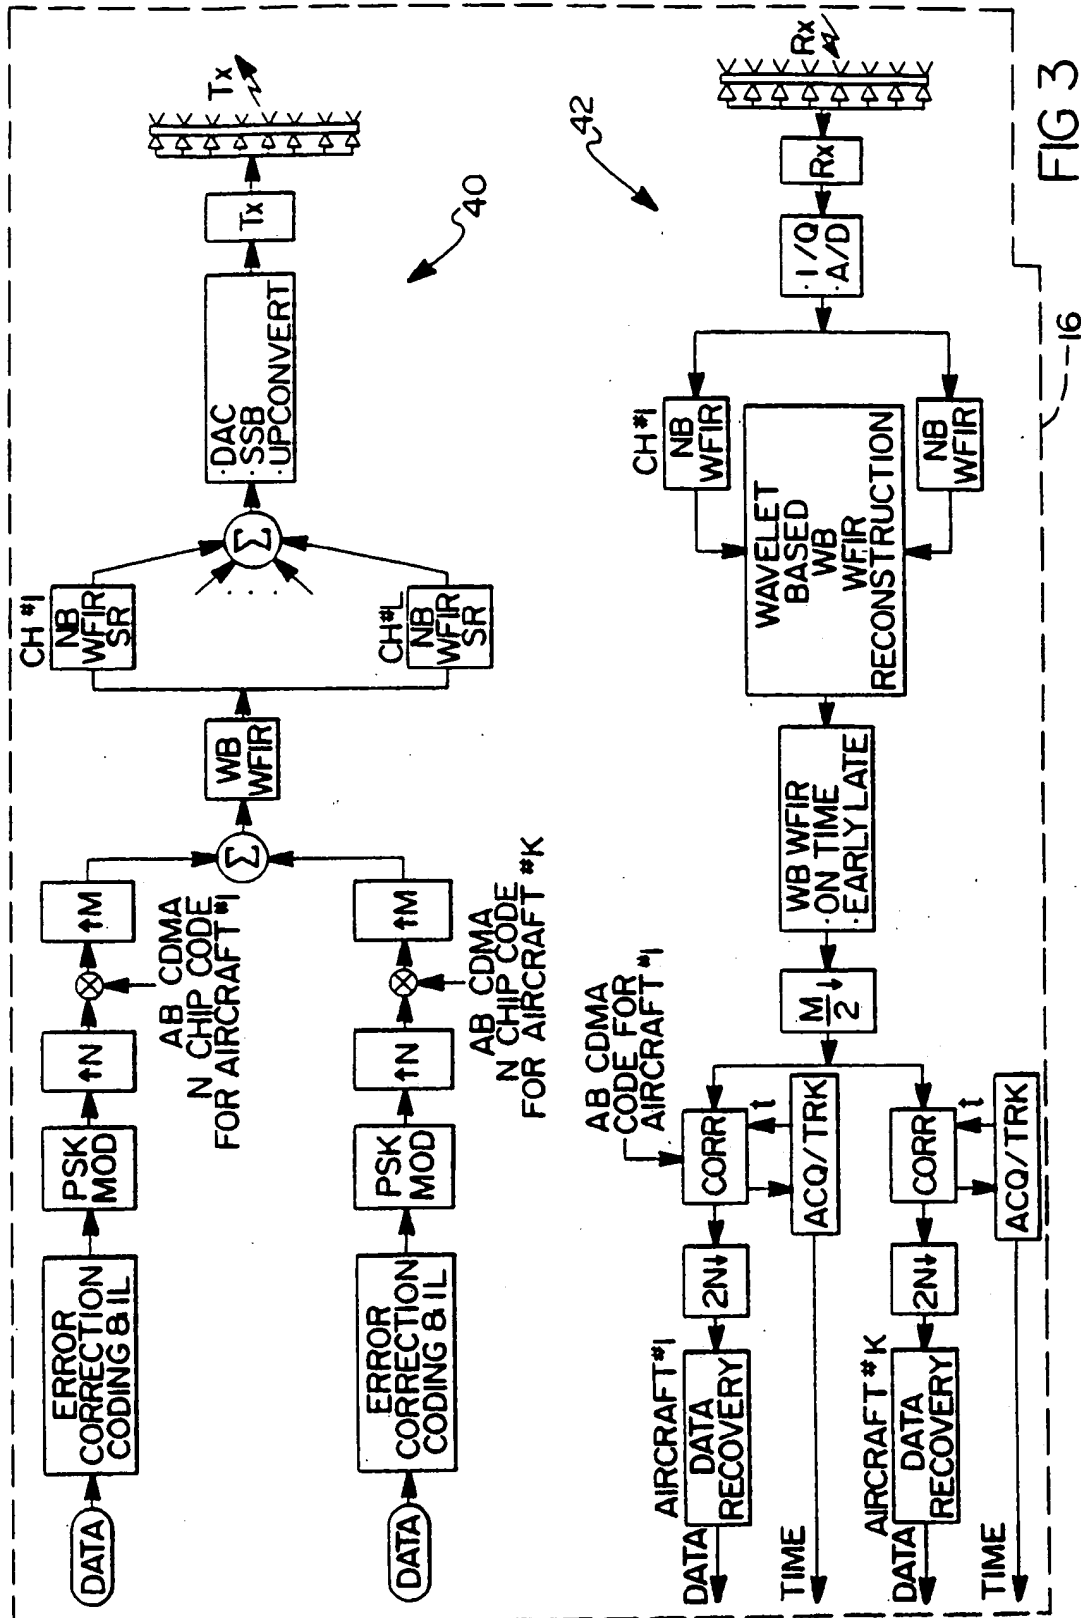 DATA
ERROR
CORRECTION
CODING & IL
PSK
MOD
↑N
AB CDMA
N CHIP CODE
FOR AIRCRAFT #1
↑M
DATA
ERROR
CORRECTION
CODING & IL
PSK
MOD
↑N
AB CDMA
N CHIP CODE
FOR AIRCRAFT #K
↑M
Σ
WB
WFIR
CH #1
NB
WFIR
SR
CH #L
NB
WFIR
SR
. . .
Σ
·DAC
·SSB
·UPCONVERT
Tx
Tx
40
42
Rx
Rx
·I/Q
·A/D
CH #1
NB
WFIR
NB
WFIR
WAVELET
BASED
WB
WFIR
RECONSTRUCTION
WB WFIR
·ON TIME
·EARLY LATE
M/2 ↓
AB CDMA
CODE FOR
AIRCRAFT #1
CORR
t
ACQ/TRK
2N↓
AIRCRAFT #1
DATA
RECOVERY
DATA
TIME
CORR
t
ACQ/TRK
2N↓
AIRCRAFT #K
DATA
RECOVERY
DATA
TIME
16
FIG 3